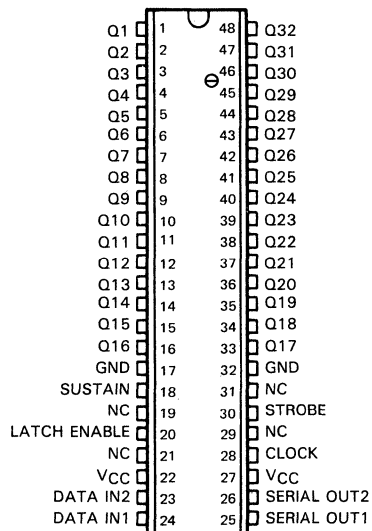 Q1 1 48 Q32
Q2 2 47 Q31
Q3 3 46 Q30
Q4 4 45 Q29
Q5 5 44 Q28
Q6 6 43 Q27
Q7 7 42 Q26
Q8 8 41 Q25
Q9 9 40 Q24
Q10 10 39 Q23
Q11 11 38 Q22
Q12 12 37 Q21
Q13 13 36 Q20
Q14 14 35 Q19
Q15 15 34 Q18
Q16 16 33 Q17
GND 17 32 GND
SUSTAIN 18 31 NC
NC 19 30 STROBE
LATCH ENABLE 20 29 NC
NC 21 28 CLOCK
VCC 22 27 VCC
DATA IN2 23 26 SERIAL OUT2
DATA IN1 24 25 SERIAL OUT1